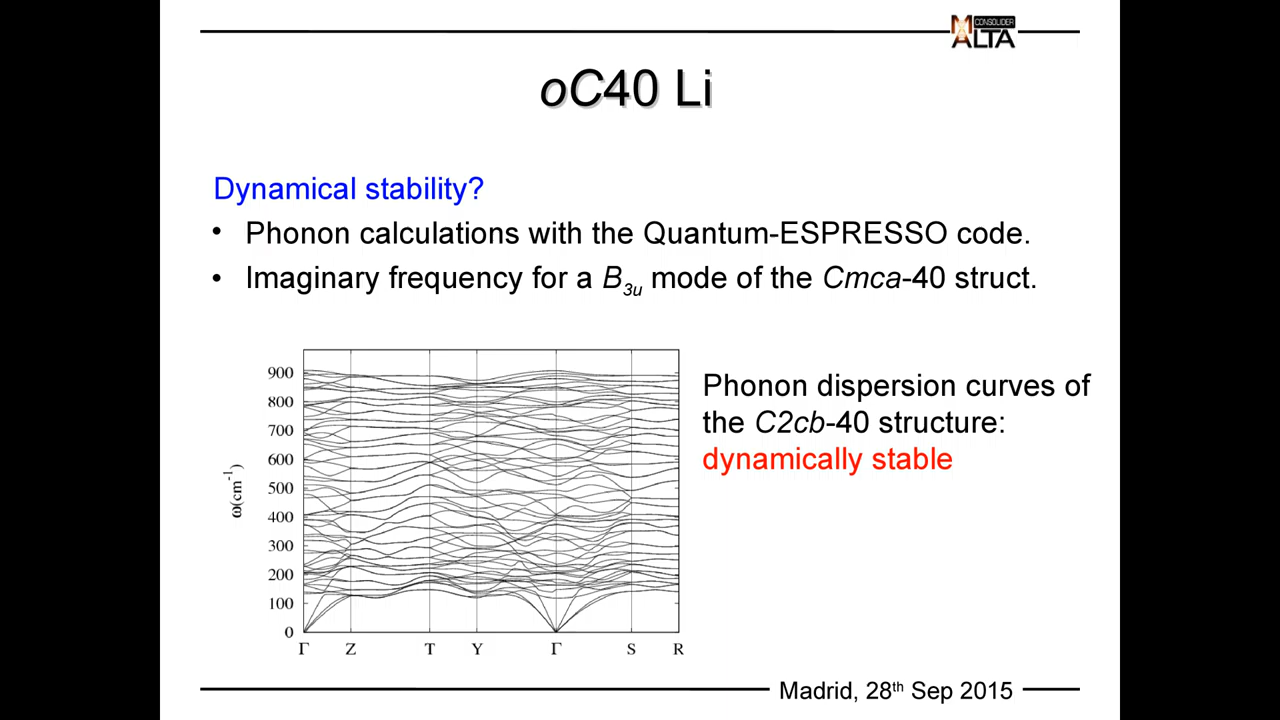 MALTA CONSOLIDER
oC40 Li
Dynamical stability?
• Phonon calculations with the Quantum-ESPRESSO code.
• Imaginary frequency for a B3u mode of the Cmca-40 struct.
900
800
700
600
500
400
300
200
100
0
ω(cm-1)
Γ Z T Y Γ S R
Phonon dispersion curves of
the C2cb-40 structure:
dynamically stable
Madrid, 28th Sep 2015